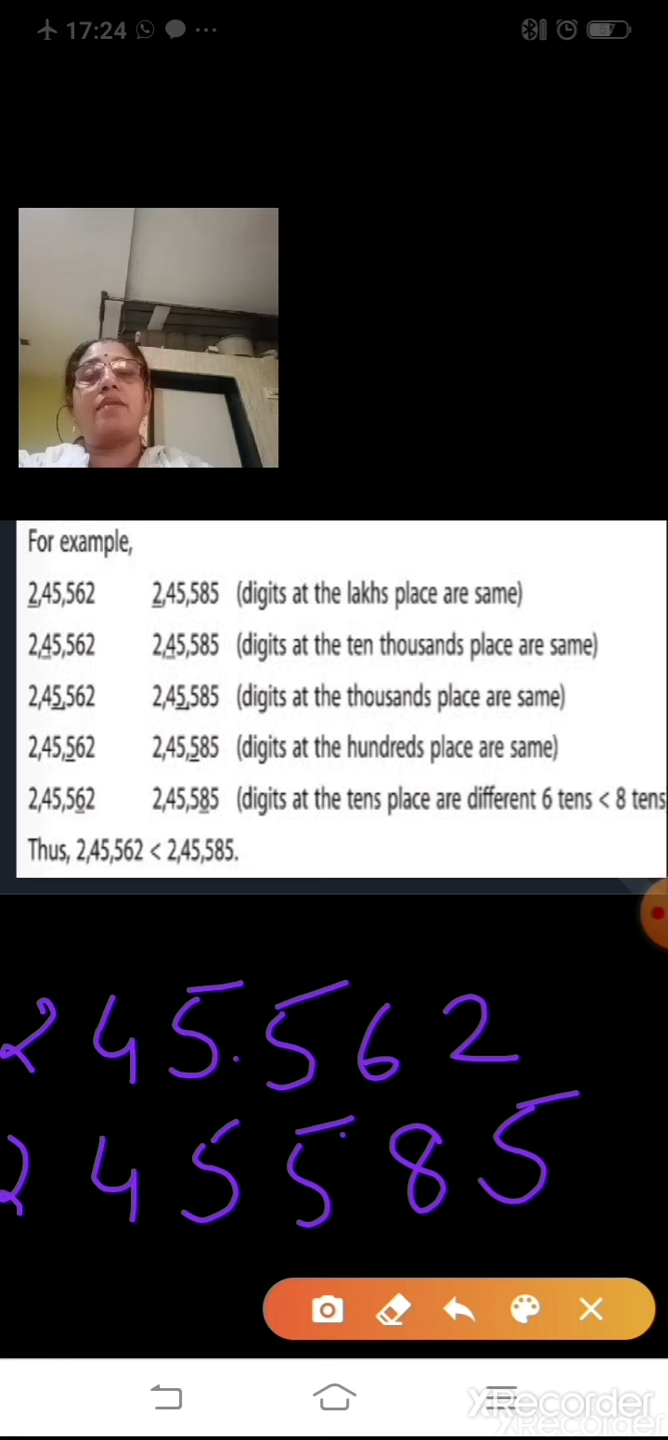 17:24
57
For example,
2,45,562 2,45,585 (digits at the lakhs place are same)
2,45,562 2,45,585 (digits at the ten thousands place are same)
2,45,562 2,45,585 (digits at the thousands place are same)
2,45,562 2,45,585 (digits at the hundreds place are same)
2,45,562 2,45,585 (digits at the tens place are different 6 tens < 8 tens
Thus, 2,45,562 < 2,45,585.
245.562
245585
XRecorder
XRecorder